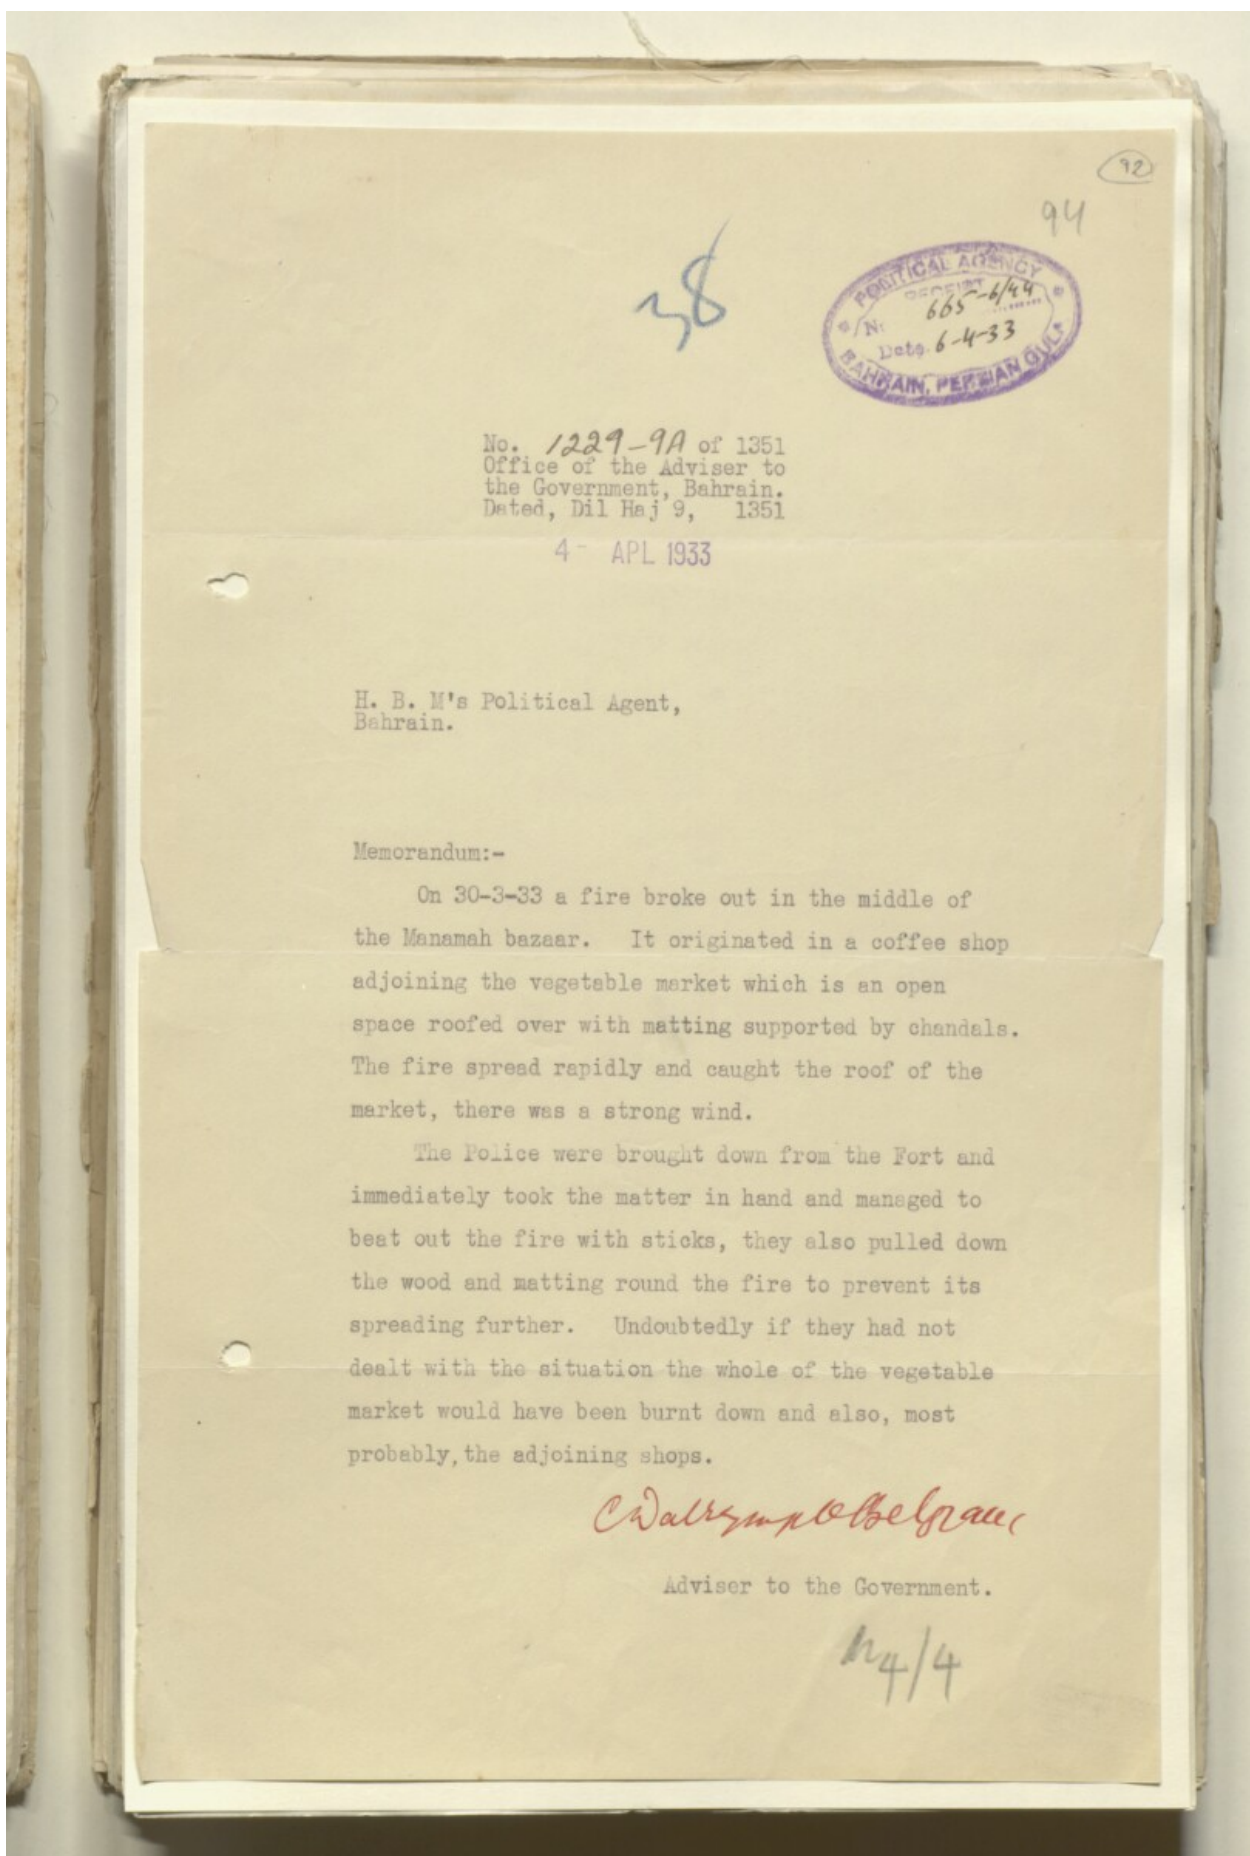 92
94
38
POLITICAL AGENCY
RECEIPT
No 665-6/44
Date 6-4-33
BAHRAIN, PERSIAN GULF
No. 1229-9A of 1351
Office of the Adviser to
the Government, Bahrain.
Dated, Dil Haj 9, 1351
4- APL 1933
H. B. M's Political Agent,
Bahrain.
Memorandum:-
On 30-3-33 a fire broke out in the middle of
the Manamah bazaar. It originated in a coffee shop
adjoining the vegetable market which is an open
space roofed over with matting supported by chandals.
The fire spread rapidly and caught the roof of the
market, there was a strong wind.
The Police were brought down from the Fort and
immediately took the matter in hand and managed to
beat out the fire with sticks, they also pulled down
the wood and matting round the fire to prevent its
spreading further. Undoubtedly if they had not
dealt with the situation the whole of the vegetable
market would have been burnt down and also, most
probably, the adjoining shops.
CDalrymple Belgrave
Adviser to the Government.
4/4